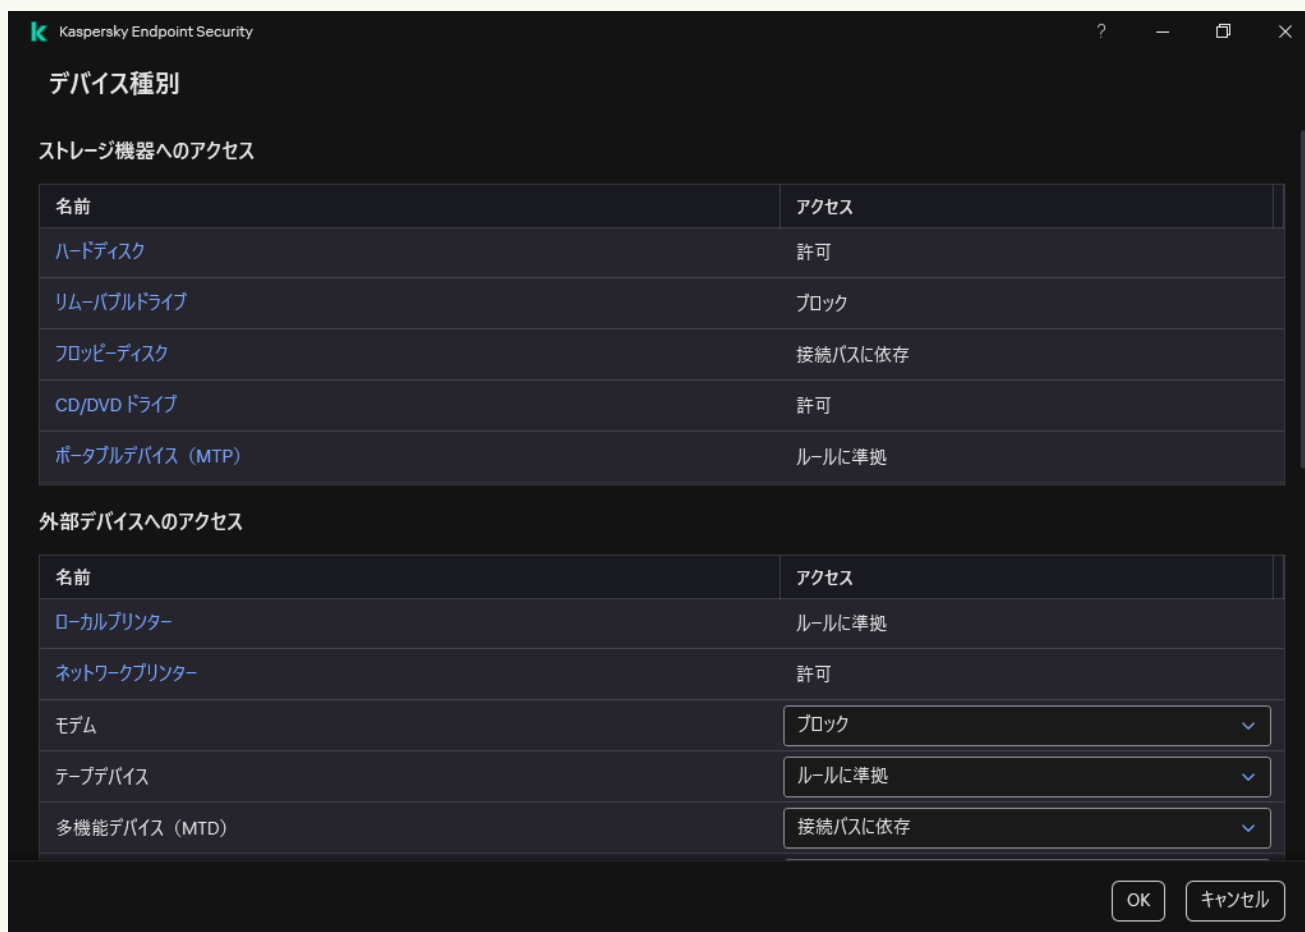 Kaspersky Endpoint Security
デバイス種別
ストレージ機器へのアクセス
名前 アクセス
ハードディスク 許可
リムーバブルドライブ ブロック
フロッピーディスク 接続バスに依存
CD/DVD ドライブ 許可
ポータブルデバイス（MTP） ルールに準拠
外部デバイスへのアクセス
名前 アクセス
ローカルプリンター ルールに準拠
ネットワークプリンター 許可
モデム ブロック
テープデバイス ルールに準拠
多機能デバイス（MTD） 接続バスに依存
OK キャンセル